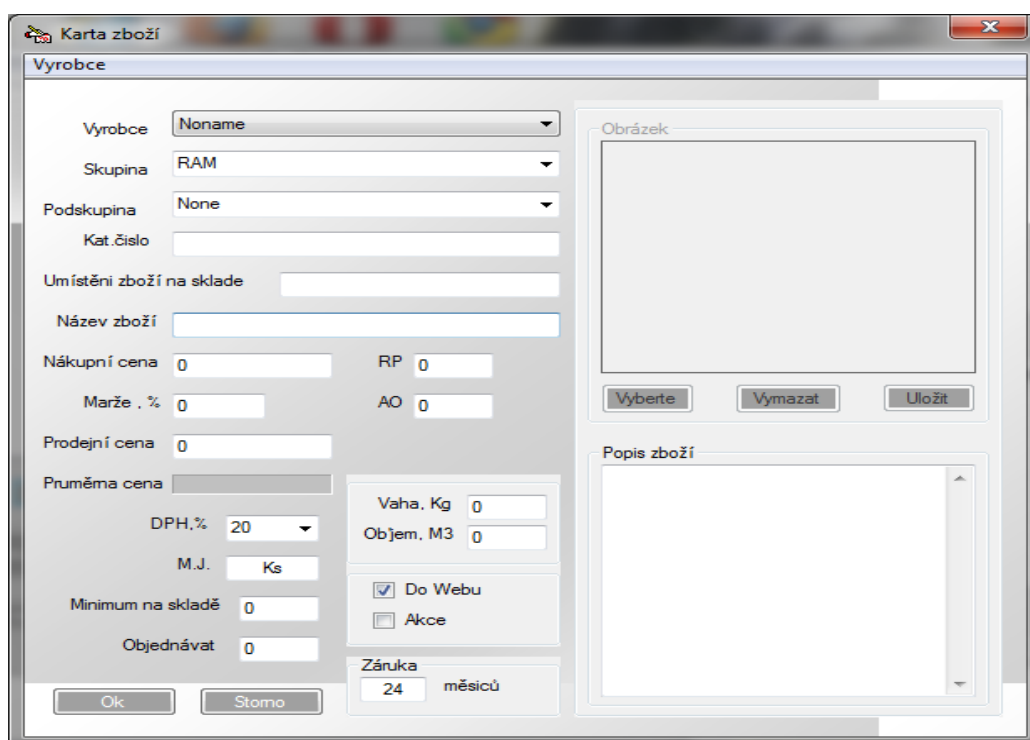 Karta zboží
Vyrobce
Vyrobce Noname
Skupina RAM
Podskupina None
Kat.čislo
Umístěni zboží na sklade
Název zboží
Nákupní cena 0 RP 0
Marže , % 0 AO 0
Prodejní cena 0
Pruměrna cena
DPH,% 20
M.J. Ks
Minimum na skladě 0
Objednávat 0
Ok Storno
Vaha, Kg 0
Objem, M3 0
Do Webu
Akce
Záruka
24 měsiců
Obrázek
Vyberte Vymazat Uložit
Popis zboží